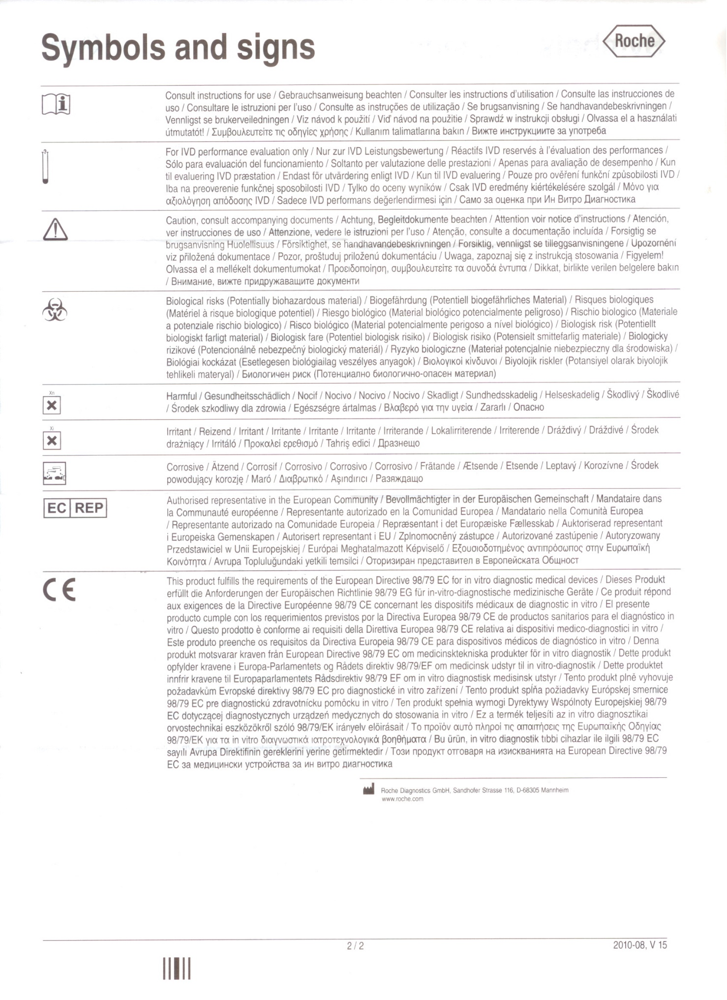 Symbols and signs
Roche
Consult instructions for use / Gebrauchsanweisung beachten / Consulter les instructions d'utilisation / Consulte las instrucciones de
uso / Consultare le istruzioni per l'uso / Consulte as instruções de utilização / Se brugsanvisning / Se handhavandebeskrivningen /
Vennligst se brukerveiledningen / Viz návod k použití / Viď návod na použitie / Sprawdź w instrukcji obsługi / Olvassa el a használati
útmutatót! / Συμβουλευτείτε τις οδηγίες χρήσης / Kullanım talimatlarına bakın / Вижте инструкциите за употреба
For IVD performance evaluation only / Nur zur IVD Leistungsbewertung / Réactifs IVD reservés à l'évaluation des performances /
Sólo para evaluación del funcionamiento / Soltanto per valutazione delle prestazioni / Apenas para avaliação de desempenho / Kun
til evaluering IVD præstation / Endast för utvärdering enligt IVD / Kun til IVD evaluering / Pouze pro ověření funkční způsobilosti IVD /
Iba na preoverenie funkčnej sposobilosti IVD / Tylko do oceny wyników / Csak IVD eredmény kiértékelésére szolgál / Μόνο για
αξιολόγηση απόδοσης IVD / Sadece IVD performans değerlendirmesi için / Само за оценка при Ин Витро Диагностика
Caution, consult accompanying documents / Achtung, Begleitdokumente beachten / Attention voir notice d'instructions / Atención,
ver instrucciones de uso / Attenzione, vedere le istruzioni per l'uso / Atenção, consulte a documentação incluída / Forsigtig se
brugsanvisning Huolellisuus / Försiktighet, se handhavandebeskrivningen / Forsiktig, vennligst se tilleggsanvisningene / Upozornění
viz přiložená dokumentace / Pozor, proštuduj priloženú dokumentáciu / Uwaga, zapoznaj się z instrukcją stosowania / Figyelem!
Olvassa el a mellékelt dokumentumokat / Προειδοποίηση, συμβουλευτείτε τα συνοδά έντυπα / Dikkat, birlikte verilen belgelere bakın
/ Внимание, вижте придружаващите документи
Biological risks (Potentially biohazardous material) / Biogefährdung (Potentiell biogefährliches Material) / Risques biologiques
(Matériel à risque biologique potentiel) / Riesgo biológico (Material biológico potencialmente peligroso) / Rischio biologico (Materiale
a potenziale rischio biologico) / Risco biológico (Material potencialmente perigoso a nível biológico) / Biologisk risk (Potentiellt
biologiskt farligt material) / Biologisk fare (Potentiel biologisk risiko) / Biologisk risiko (Potensielt smittefarlig materiale) / Biologicky
rizikové (Potencionálně nebezpečný biologický materiál) / Ryzyko biologiczne (Materiał potencjalnie niebezpieczny dla środowiska) /
Biológiai kockázat (Esetlegesen biológiailag veszélyes anyagok) / Βιολογικοί κίνδυνοι / Biyolojik riskler (Potansiyel olarak biyolojik
tehlikeli materyal) / Биологичен риск (Потенциално биологично-опасен материал)
Xn
Harmful / Gesundheitsschädlich / Nocif / Nocivo / Nocivo / Nocivo / Skadligt / Sundhedsskadelig / Helseskadelig / Škodlivý / Škodlivé
/ Środek szkodliwy dla zdrowia / Egészségre ártalmas / Βλαβερό για την υγεία / Zararlı / Опасно
Xi
Irritant / Reizend / Irritant / Irritante / Irritante / Irritante / Irriterande / Lokalirriterende / Irriterende / Dráždivý / Dráždivé / Środek
drażniący / Irritáló / Προκαλεί ερεθισμό / Tahriş edici / Дразнещо
Corrosive / Ätzend / Corrosif / Corrosivo / Corrosivo / Corrosivo / Frätande / Ætsende / Etsende / Leptavý / Korozívne / Środek
powodujący korozję / Maró / Διαβρωτικό / Aşındırıcı / Разяждащо
EC REP
Authorised representative in the European Community / Bevollmächtigter in der Europäischen Gemeinschaft / Mandataire dans
la Communauté européenne / Representante autorizado en la Comunidad Europea / Mandatario nella Comunità Europea
/ Representante autorizado na Comunidade Europeia / Repræsentant i det Europæiske Fællesskab / Auktoriserad representant
i Europeiska Gemenskapen / Autorisert representant i EU / Zplnomocněný zástupce / Autorizované zastúpenie / Autoryzowany
Przedstawiciel w Unii Europejskiej / Európai Meghatalmazott Képviselő / Εξουσιοδοτημένος αντιπρόσωπος στην Ευρωπαϊκή
Κοινότητα / Avrupa Topluluğundaki yetkili temsilci / Оторизиран представител в Европейската Общност
CE
This product fulfills the requirements of the European Directive 98/79 EC for in vitro diagnostic medical devices / Dieses Produkt
erfüllt die Anforderungen der Europäischen Richtlinie 98/79 EG für in-vitro-diagnostische medizinische Geräte / Ce produit répond
aux exigences de la Directive Européenne 98/79 CE concernant les dispositifs médicaux de diagnostic in vitro / El presente
producto cumple con los requerimientos previstos por la Directiva Europea 98/79 CE de productos sanitarios para el diagnóstico in
vitro / Questo prodotto è conforme ai requisiti della Direttiva Europea 98/79 CE relativa ai dispositivi medico-diagnostici in vitro /
Este produto preenche os requisitos da Directiva Europeia 98/79 CE para dispositivos médicos de diagnóstico in vitro / Denna
produkt motsvarar kraven från European Directive 98/79 EC om medicinsktekniska produkter för in vitro diagnostik / Dette produkt
opfylder kravene i Europa-Parlamentets og Rådets direktiv 98/79/EF om medicinsk udstyr til in vitro-diagnostik / Dette produktet
innfrir kravene til Europaparlamentets Rådsdirektiv 98/79 EF om in vitro diagnostisk medisinsk utstyr / Tento produkt plně vyhovuje
požadavkům Evropské direktivy 98/79 EC pro diagnostické in vitro zařízení / Tento produkt spĺňa požiadavky Európskej smernice
98/79 EC pre diagnostickú zdravotnícku pomôcku in vitro / Ten produkt spełnia wymogi Dyrektywy Wspólnoty Europejskiej 98/79
EC dotyczącej diagnostycznych urządzeń medycznych do stosowania in vitro / Ez a termék teljesíti az in vitro diagnosztikai
orvostechnikai eszközökről szóló 98/79/EK irányelv elöirásait / Το προϊόν αυτό πληροί τις απαιτήσεις της Ευρωπαϊκής Οδηγίας
98/79/ΕΚ για τα in vitro διαγνωστικά ιατροτεχνολογικά βοηθήματα / Bu ürün, in vitro diagnostik tıbbi cihazlar ile ilgili 98/79 EC
sayılı Avrupa Direktifinin gereklerini yerine getirmektedir / Този продукт отговаря на изискванията на European Directive 98/79
EC за медицински устройства за ин витро диагностика
Roche Diagnostics GmbH, Sandhofer Strasse 116, D-68305 Mannheim
www.roche.com
2 / 2
2010-08, V 15